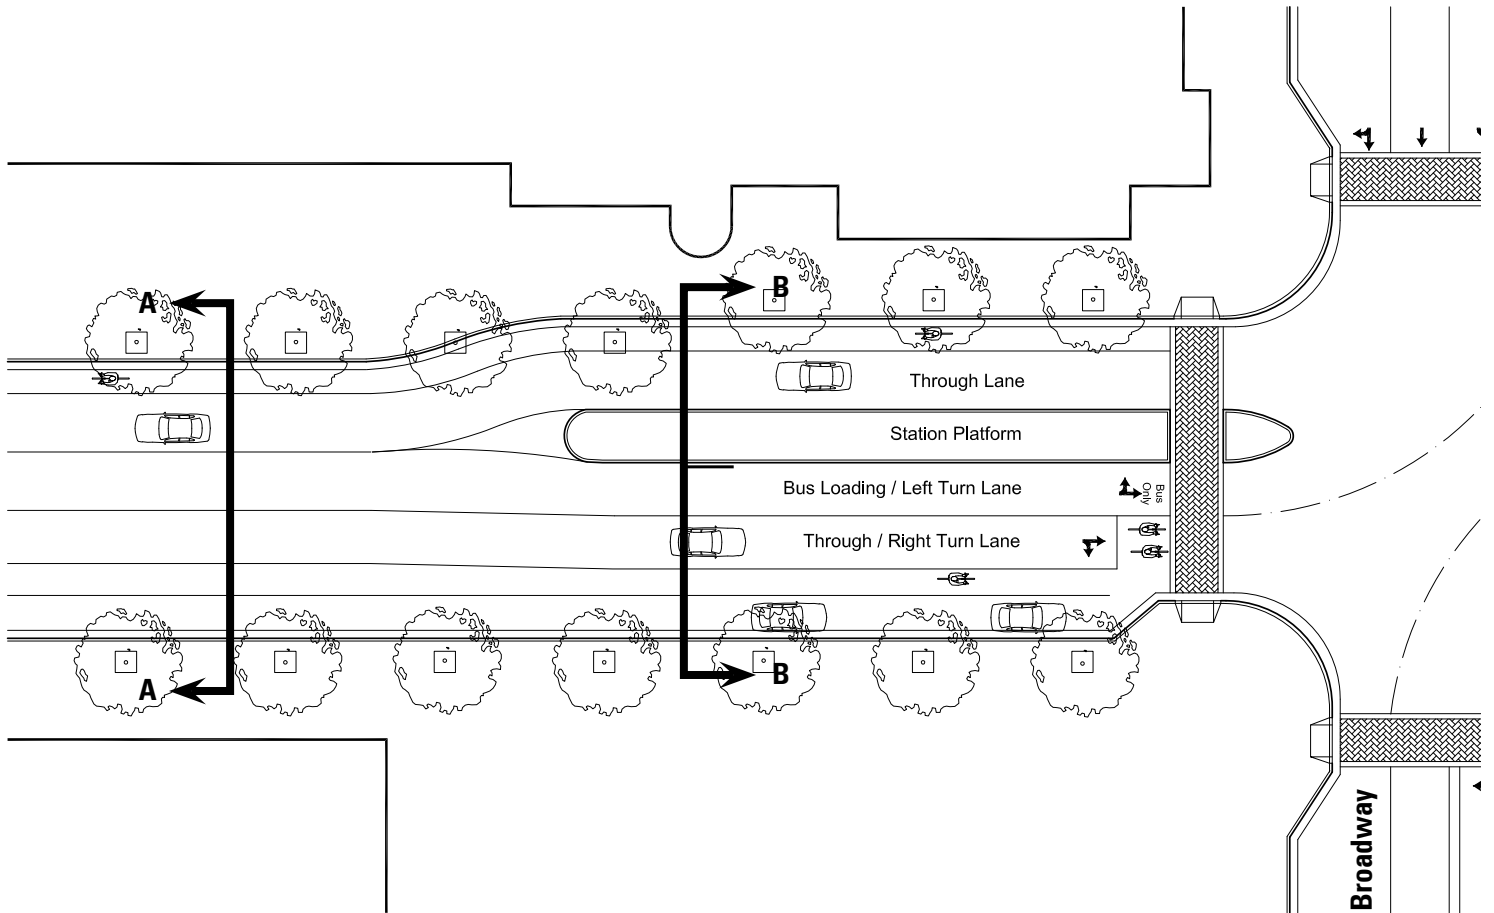 A
B
Through Lane
Station Platform
Bus Loading / Left Turn Lane
Bus
Only
Through / Right Turn Lane
A
B
Broadway